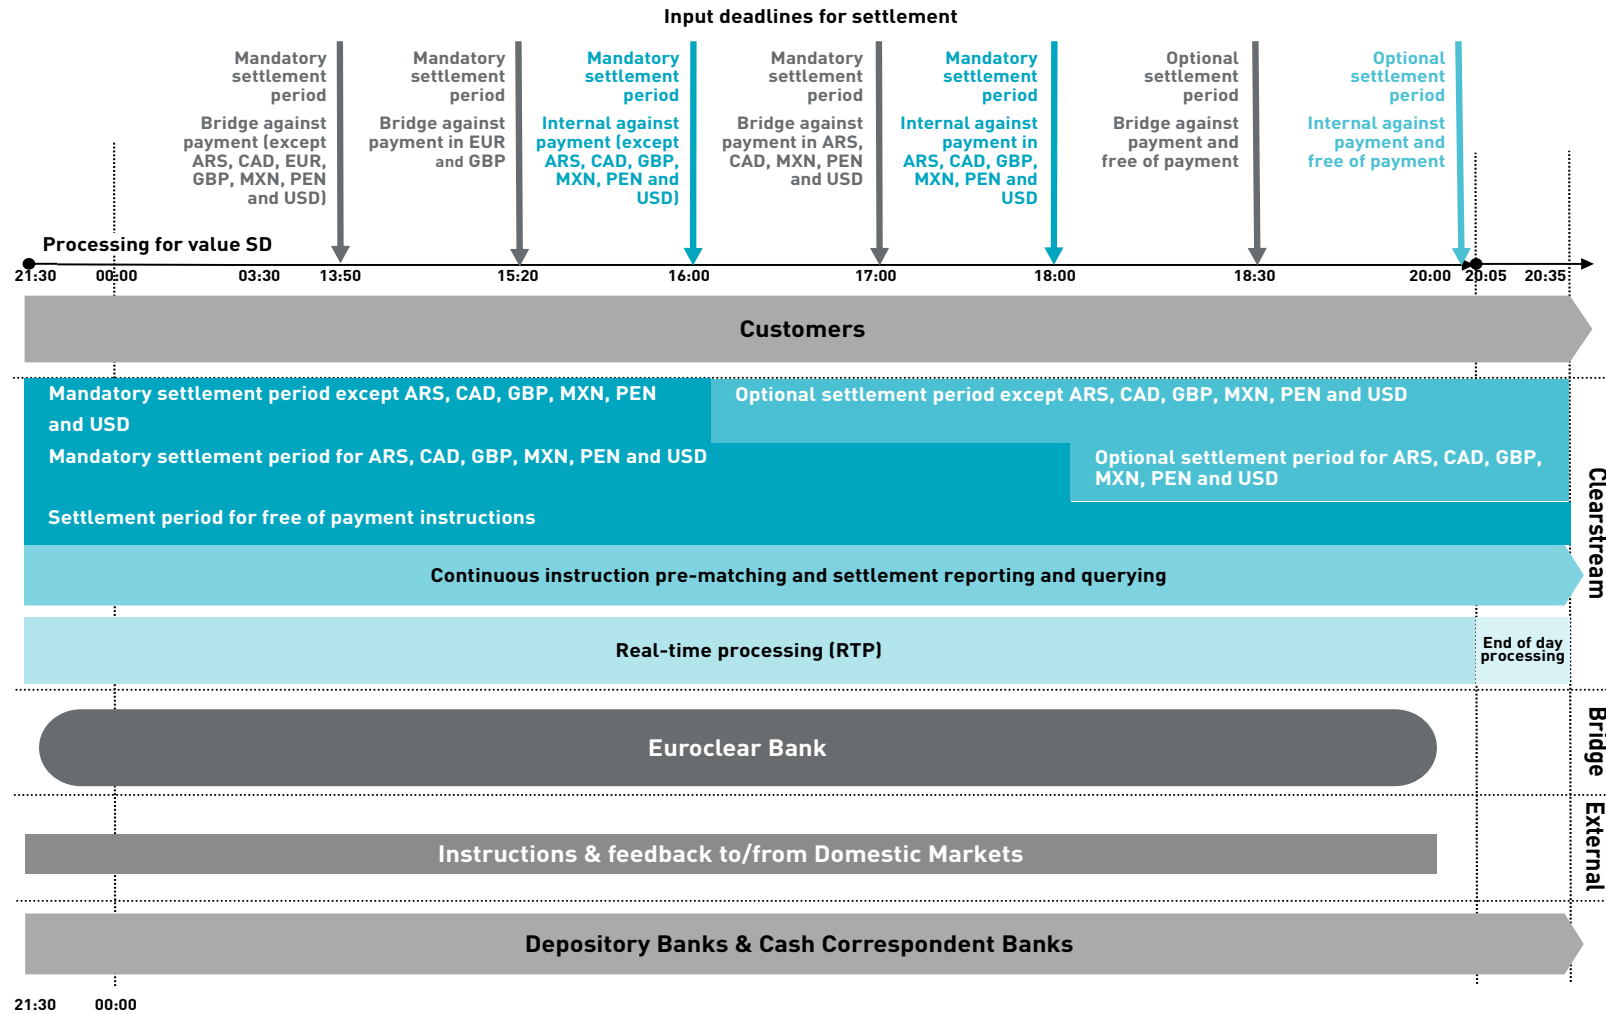 Input deadlines for settlement
Mandatory
settlement
period
Bridge against
payment (except
ARS, CAD, EUR,
GBP, MXN, PEN
and USD)
Mandatory
settlement
period
Bridge against
payment in EUR
and GBP
Mandatory
settlement
period
Internal against
payment (except
ARS, CAD, GBP,
MXN, PEN and
USD)
Mandatory
settlement
period
Bridge against
payment in ARS,
CAD, MXN, PEN
and USD
Mandatory
settlement
period
Internal against
payment in
ARS, CAD, GBP,
MXN, PEN and
USD
Optional
settlement
period
Bridge against
payment and
free of payment
Optional
settlement
period
Internal against
payment and
free of payment
Processing for value SD
21:30 00:00 03:30 13:50 15:20 16:00 17:00 18:00 18:30 20:00 20:05 20:35
Customers
Mandatory settlement period except ARS, CAD, GBP, MXN, PEN
and USD
Optional settlement period except ARS, CAD, GBP, MXN, PEN and USD
Mandatory settlement period for ARS, CAD, GBP, MXN, PEN and USD
Optional settlement period for ARS, CAD, GBP,
MXN, PEN and USD
Settlement period for free of payment instructions
Continuous instruction pre-matching and settlement reporting and querying
Real-time processing (RTP)
End of day
processing
Clearstream
Euroclear Bank
Bridge
Instructions & feedback to/from Domestic Markets
External
Depository Banks & Cash Correspondent Banks
21:30 00:00